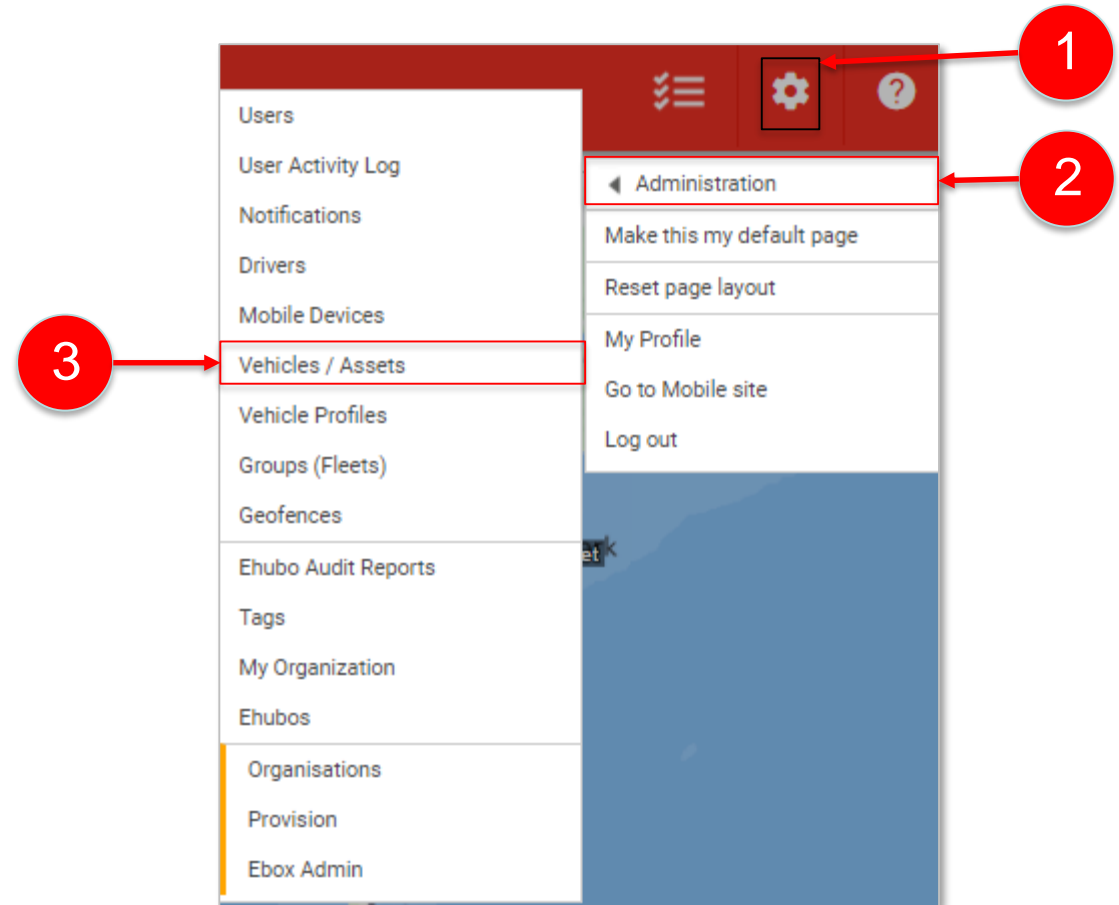 1
2
3
Users
User Activity Log
Notifications
Drivers
Mobile Devices
Vehicles / Assets
Vehicle Profiles
Groups (Fleets)
Geofences
Ehubo Audit Reports
Tags
My Organization
Ehubos
Organisations
Provision
Ebox Admin
?
Administration
Make this my default page
Reset page layout
My Profile
Go to Mobile site
Log out
et
k